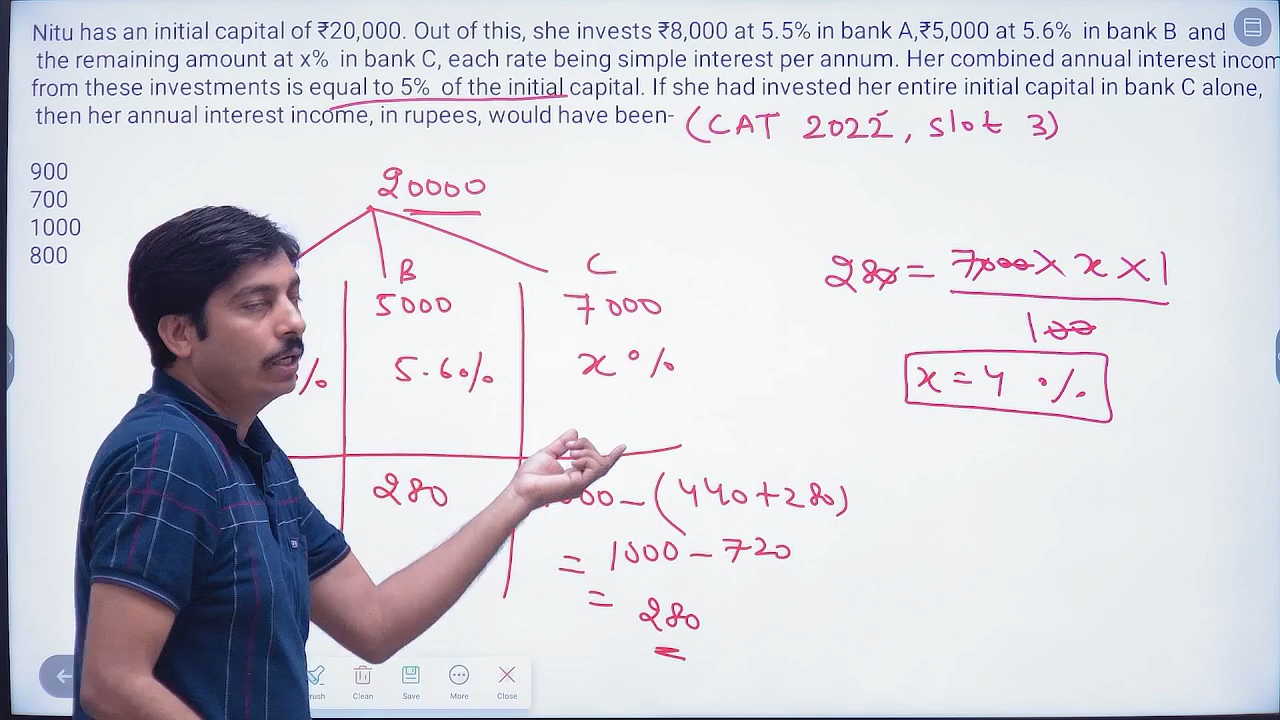 Nitu has an initial capital of ₹20,000. Out of this, she invests ₹8,000 at 5.5% in bank A,₹5,000 at 5.6% in bank B and
the remaining amount at x% in bank C, each rate being simple interest per annum. Her combined annual interest incom
from these investments is equal to 5% of the initial capital. If she had invested her entire initial capital in bank C alone,
then her annual interest income, in rupees, would have been- (CAT 2022, slot 3)
900
700
1000
800
20000
B
C
5000
7000
%
5.60%
x %
280
000 - (440+280)
= 1000 - 720
= 280
280 = 7000 × x × 1
100
x = 4 %
Clean
Save
More
Close